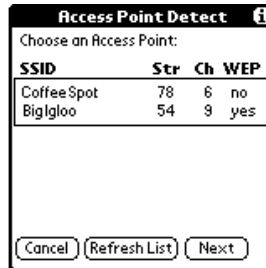 Access Point Detect i
Choose an Access Point:
SSID Str Ch WEP
CoffeeSpot 78 6 no
BigIgloo 54 9 yes
Cancel Refresh List Next